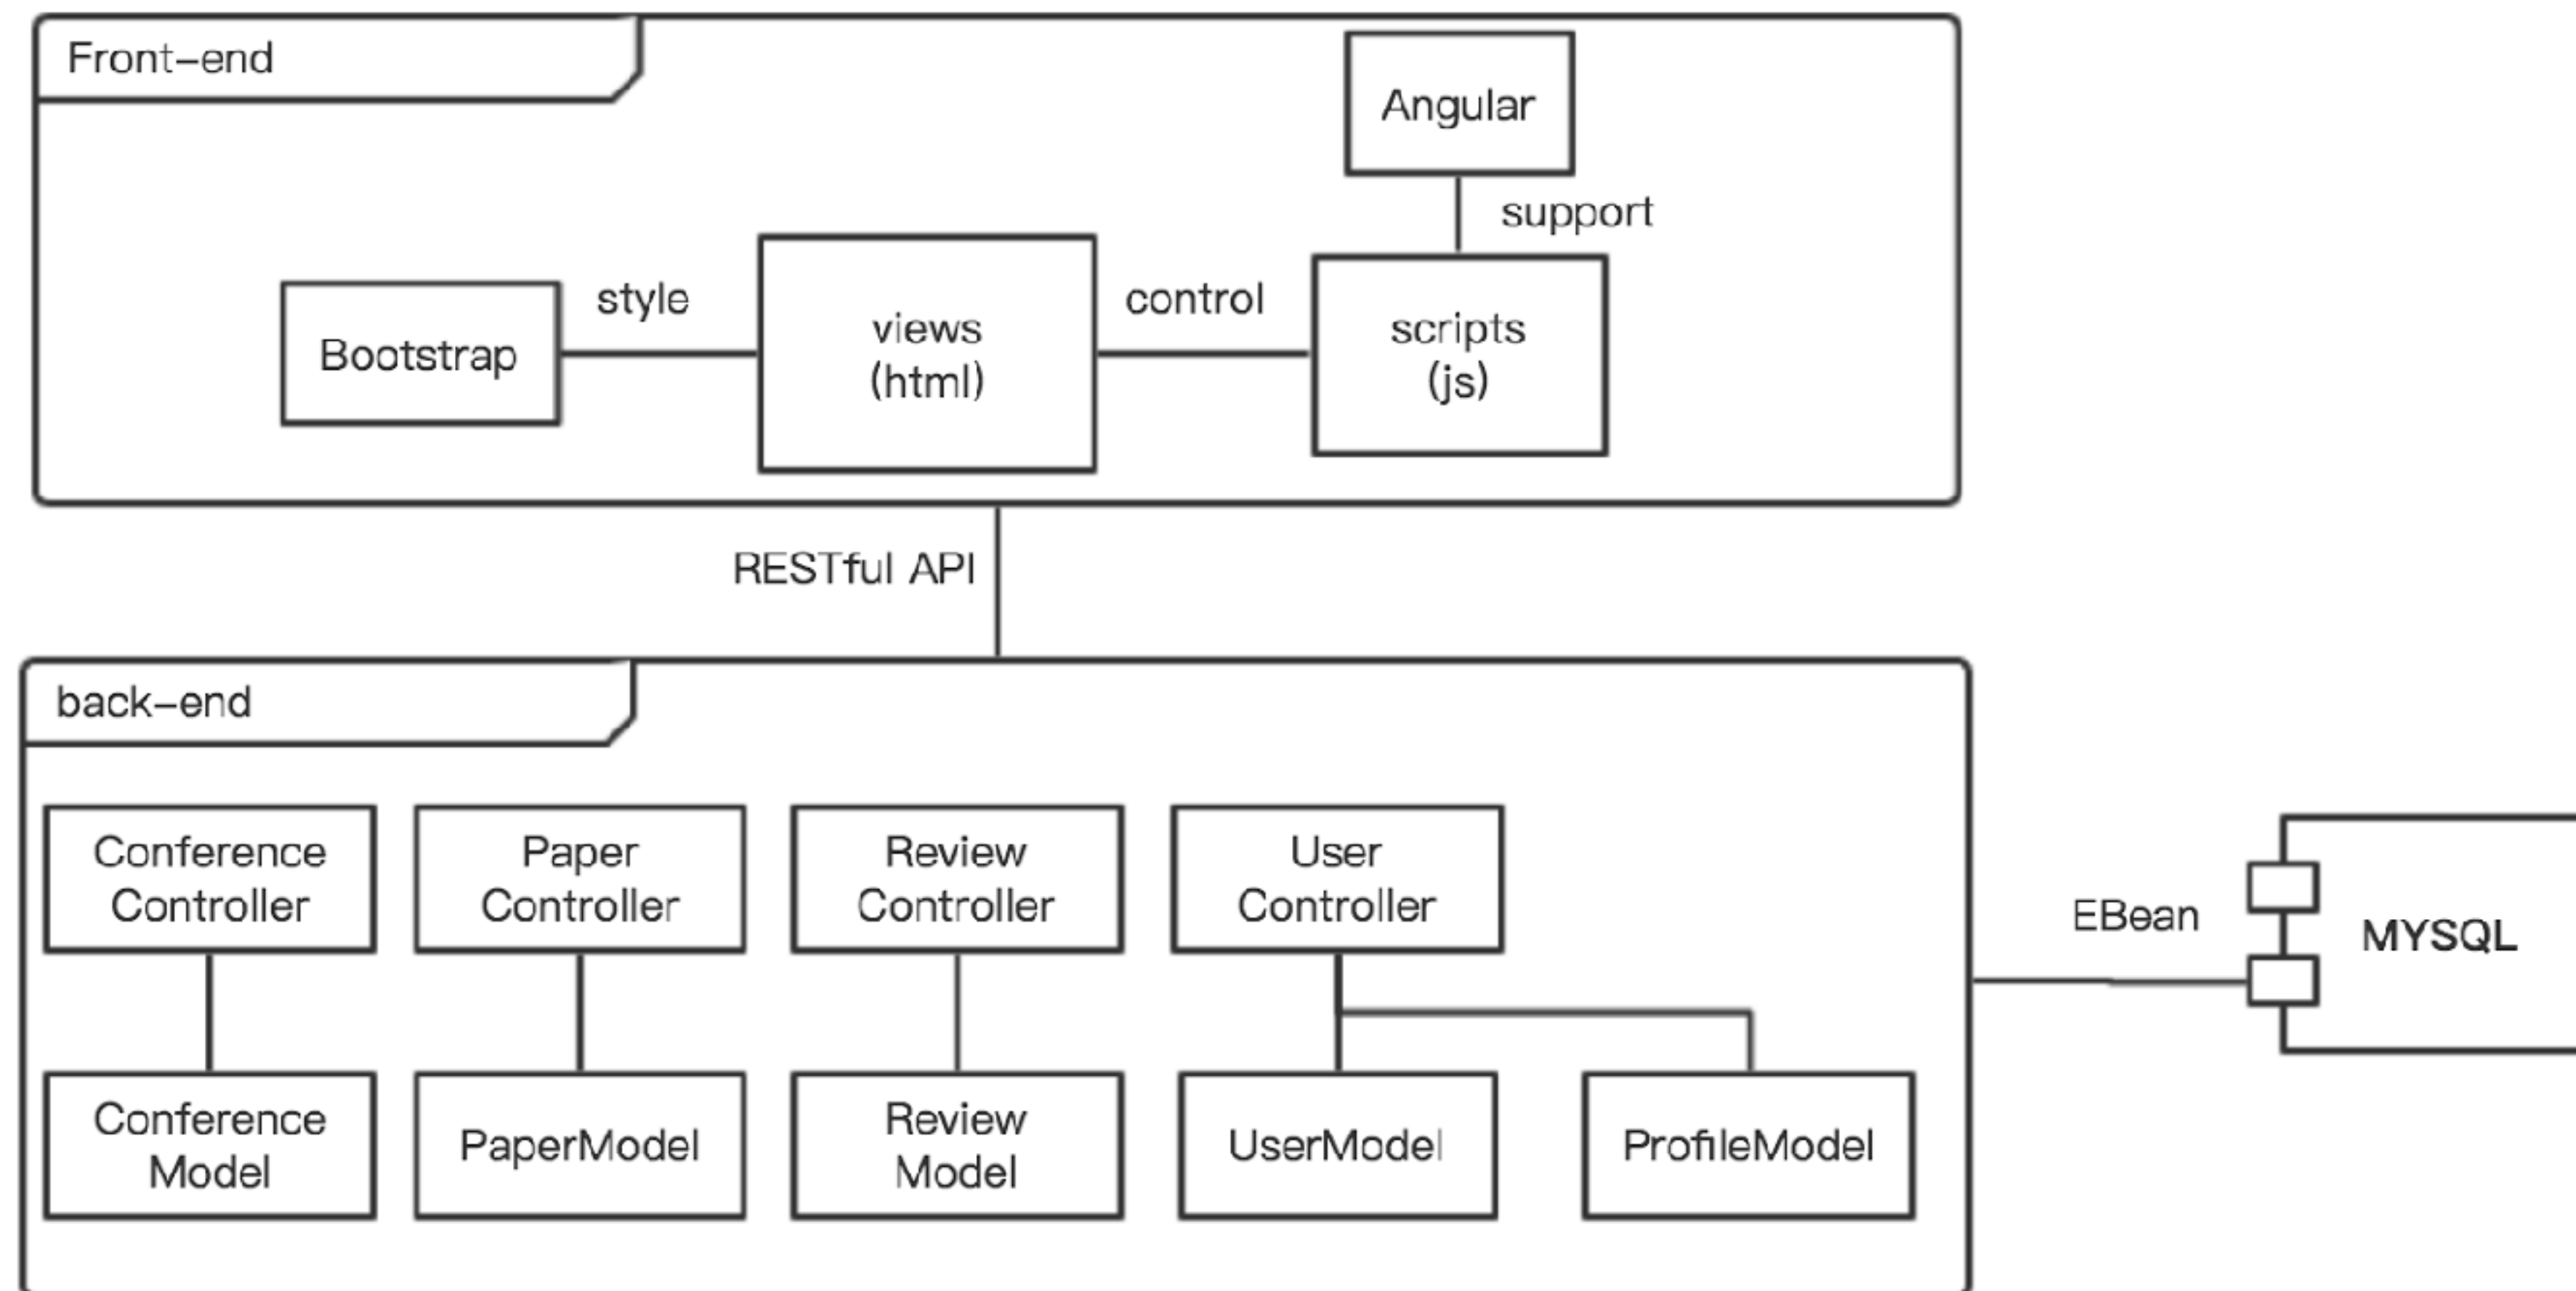 Front-end
Angular
support
style
control
Bootstrap
views
(html)
scripts
(js)
RESTful API
back-end
Conference
Controller
Paper
Controller
Review
Controller
User
Controller
EBean
MYSQL
Conference
Model
PaperModel
Review
Model
UserModel
ProfileModel